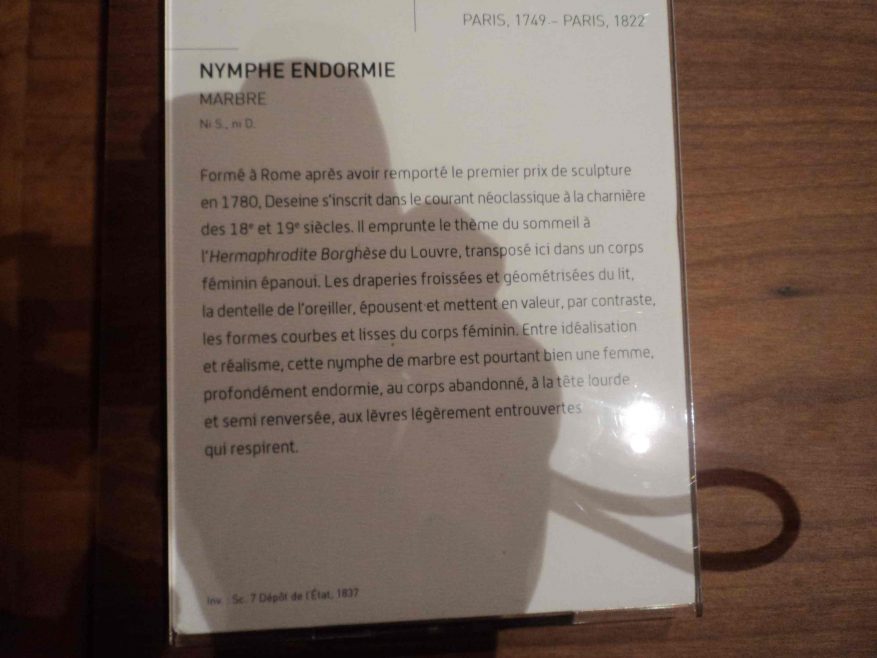 PARIS, 1749 – PARIS, 1822
NYMPHE ENDORMIE
MARBRE
Ni S., ni D.
Formé à Rome après avoir remporté le premier prix de sculpture
en 1780, Deseine s'inscrit dans le courant néoclassique à la charnière
des 18e et 19e siècles. Il emprunte le thème du sommeil à
l'Hermaphrodite Borghèse du Louvre, transposé ici dans un corps
féminin épanoui. Les draperies froissées et géométrisées du lit,
la dentelle de l'oreiller, épousent et mettent en valeur, par contraste,
les formes courbes et lisses du corps féminin. Entre idéalisation
et réalisme, cette nymphe de marbre est pourtant bien une femme,
profondément endormie, au corps abandonné, à la tête lourde
et semi renversée, aux lèvres légèrement entrouvertes
qui respirent.
Inv. : Sc. 7 Dépôt de l'État, 1837